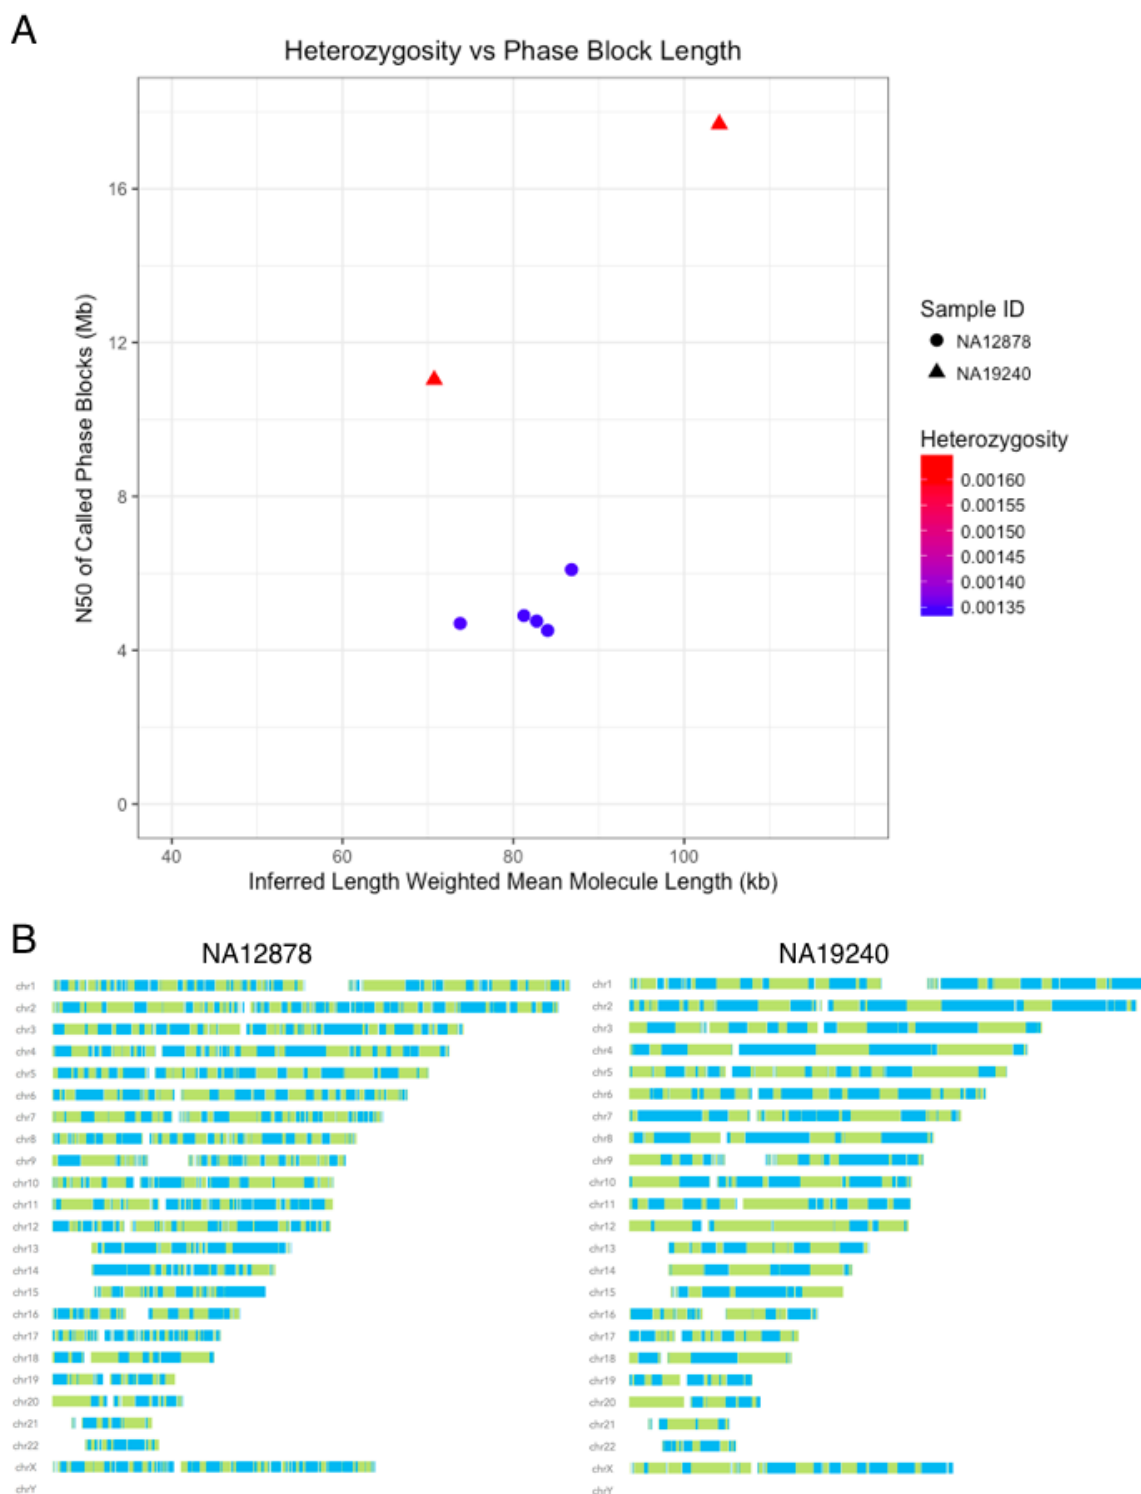 A
Heterozygosity vs Phase Block Length
N50 of Called Phase Blocks (Mb)
16
12
8
4
0
40 60 80 100
Inferred Length Weighted Mean Molecule Length (kb)
Sample ID
NA12878
NA19240
Heterozygosity
0.00160
0.00155
0.00150
0.00145
0.00140
0.00135
B
NA12878
chr1
chr2
chr3
chr4
chr5
chr6
chr7
chr8
chr9
chr10
chr11
chr12
chr13
chr14
chr15
chr16
chr17
chr18
chr19
chr20
chr21
chr22
chrX
chrY
NA19240
chr1
chr2
chr3
chr4
chr5
chr6
chr7
chr8
chr9
chr10
chr11
chr12
chr13
chr14
chr15
chr16
chr17
chr18
chr19
chr20
chr21
chr22
chrX
chrY